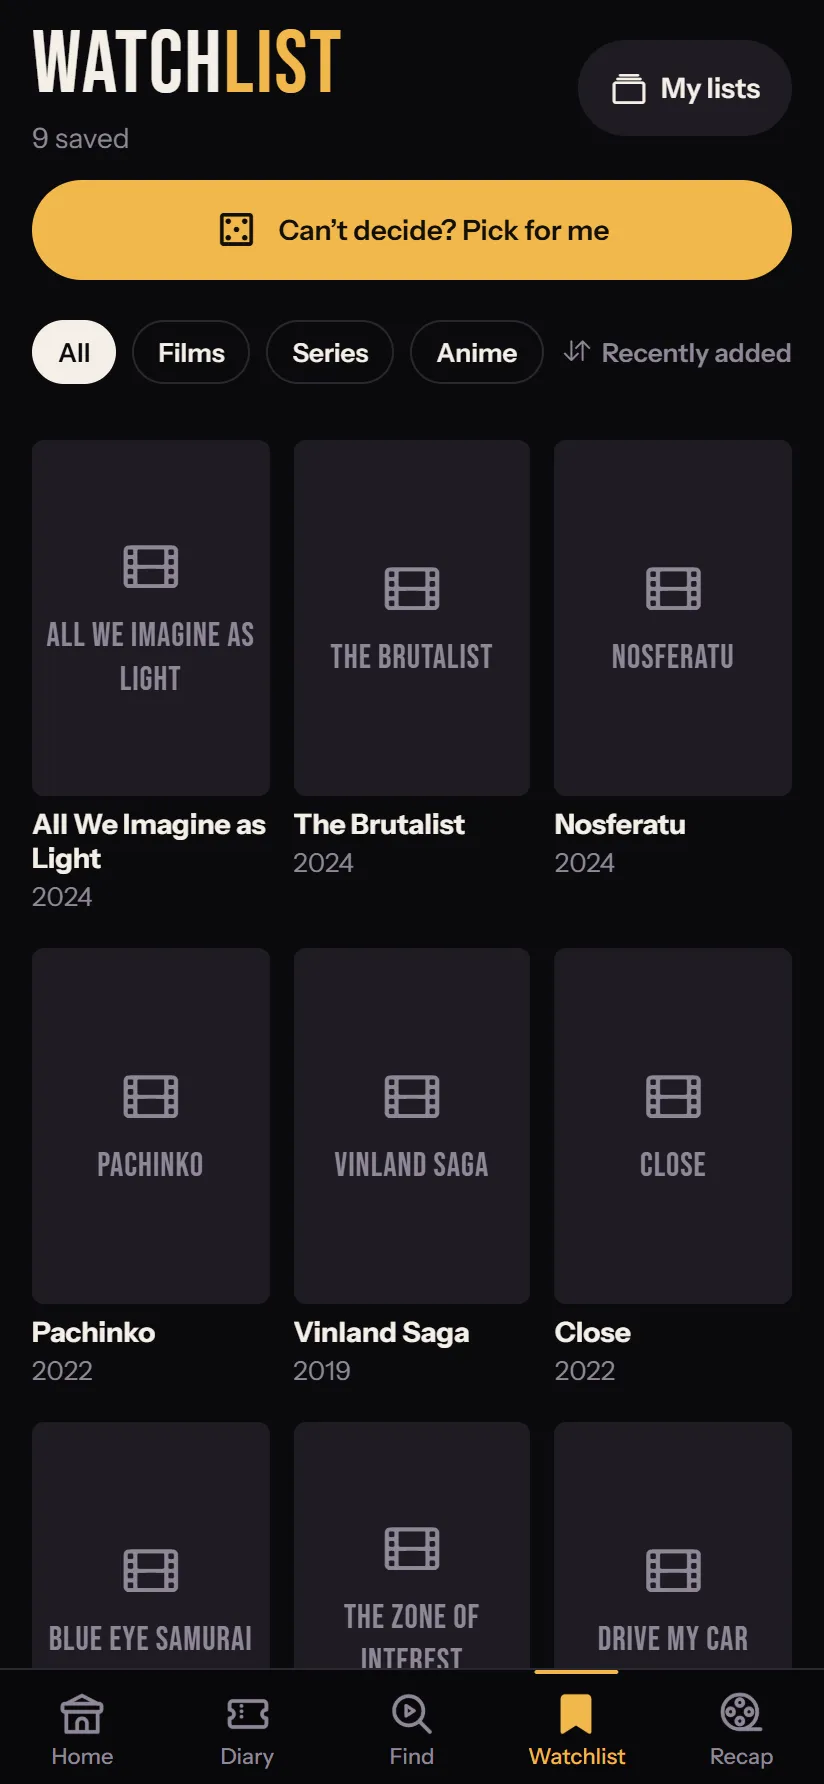 WATCHLIST
My lists
9 saved
Can't decide? Pick for me
All
Films
Series
Anime
Recently added
ALL WE IMAGINE AS
LIGHT
THE BRUTALIST
NOSFERATU
All We Imagine as
Light
2024
The Brutalist
2024
Nosferatu
2024
PACHINKO
VINLAND SAGA
CLOSE
Pachinko
2022
Vinland Saga
2019
Close
2022
BLUE EYE SAMURAI
THE ZONE OF
INTEREST
DRIVE MY CAR
Home
Diary
Find
Watchlist
Recap